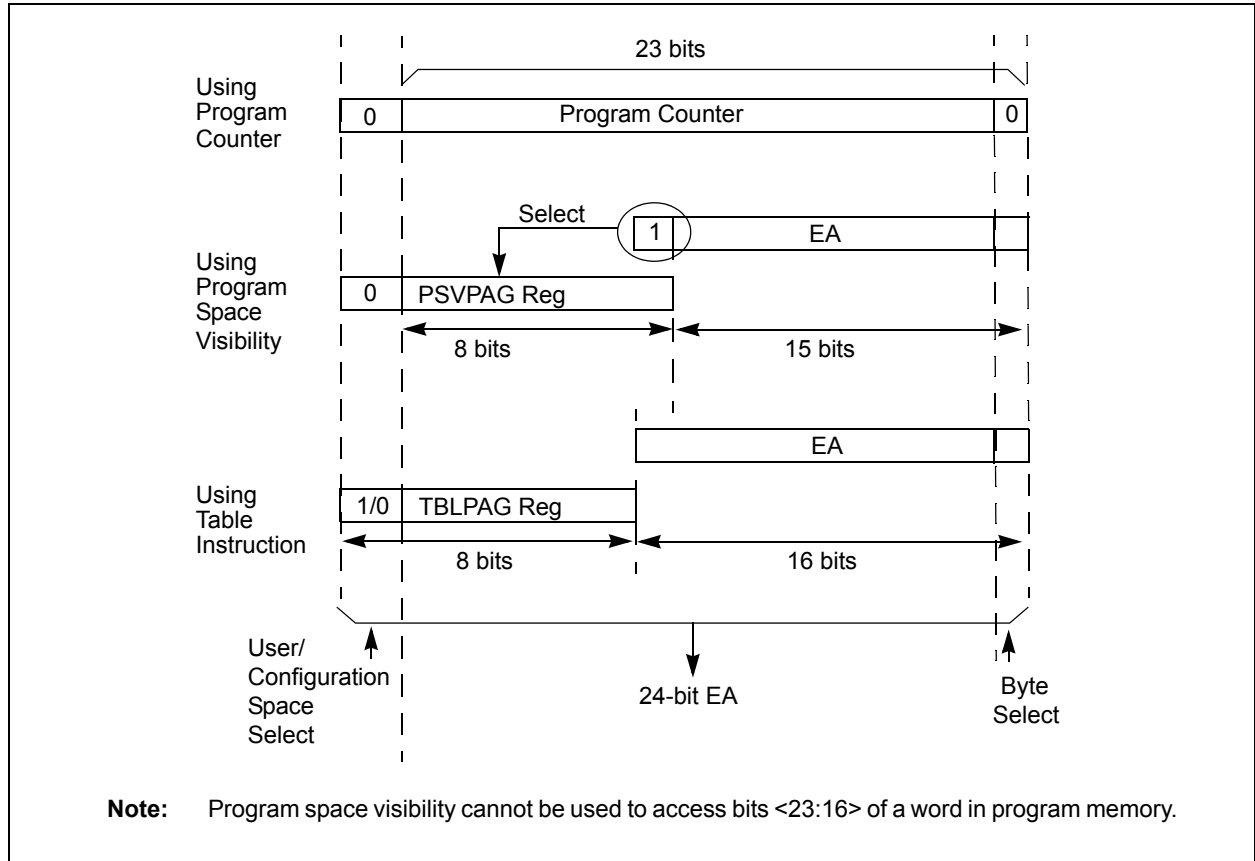 23 bits
Using
Program
Counter
0
Program Counter
0
Select
1
EA
Using
Program
Space
Visibility
0
PSVPAG Reg
8 bits
15 bits
EA
Using
Table
Instruction
1/0
TBLPAG Reg
8 bits
16 bits
User/
Configuration
Space
Select
24-bit EA
Byte
Select
Note: Program space visibility cannot be used to access bits <23:16> of a word in program memory.